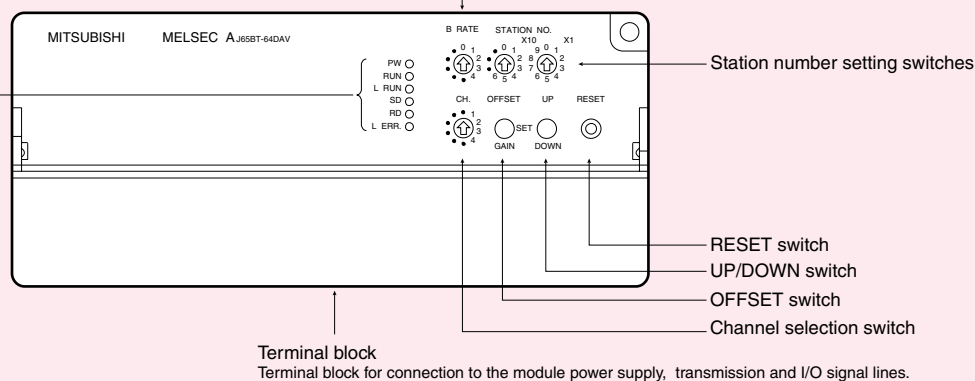 MITSUBISHI MELSEC AJ65BT-64DAV
B RATE STATION NO.
X10 X1
0 1 2 3 4
0 1 2 3 4 5 6
9 0 1 2 3 4 5 6 7 8
PW
RUN
L RUN
SD
RD
L ERR.
Station number setting switches
CH. OFFSET UP RESET
1 2 3 4
SET
GAIN DOWN
RESET switch
UP/DOWN switch
OFFSET switch
Channel selection switch
Terminal block
Terminal block for connection to the module power supply, transmission and I/O signal lines.